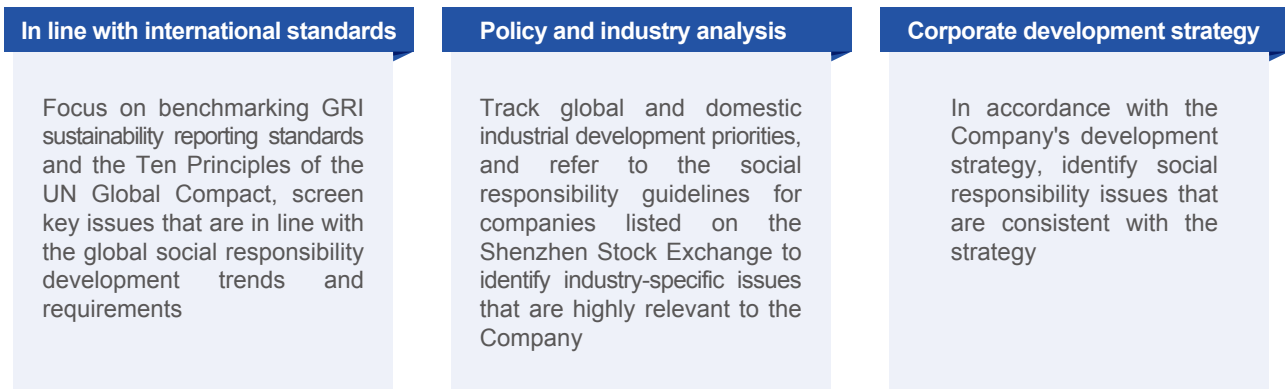 In line with international standards
Focus on benchmarking GRI
sustainability reporting standards
and the Ten Principles of the
UN Global Compact, screen
key issues that are in line with
the global social responsibility
development trends and
requirements
Policy and industry analysis
Track global and domestic
industrial development priorities,
and refer to the social
responsibility guidelines for
companies listed on the
Shenzhen Stock Exchange to
identify industry-specific issues
that are highly relevant to the
Company
Corporate development strategy
In accordance with the
Company's development
strategy, identify social
responsibility issues that
are consistent with the
strategy